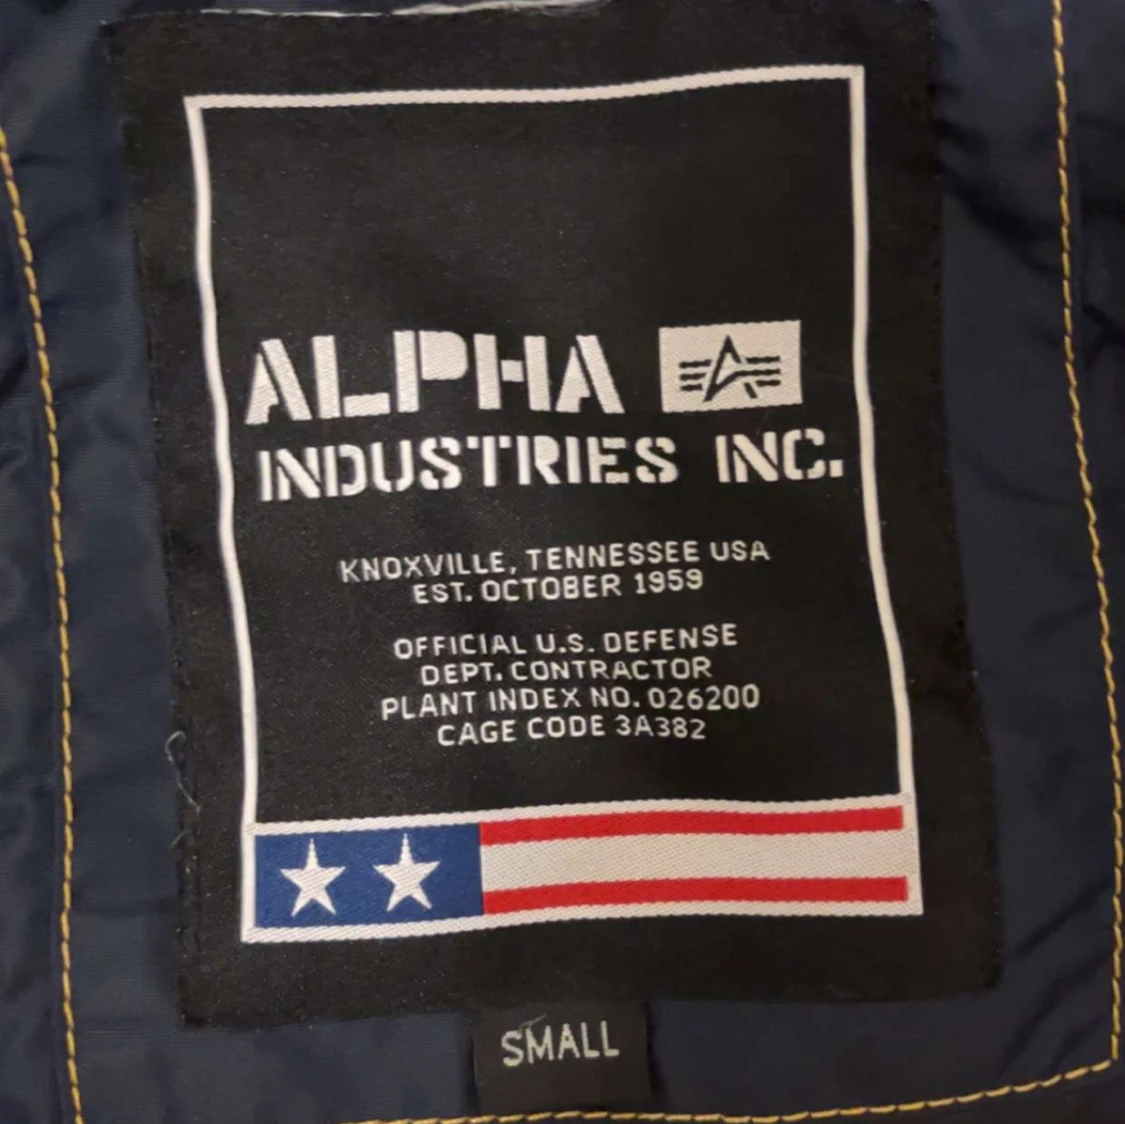 ALPHA
INDUSTRIES INC.
KNOXVILLE, TENNESSEE USA
EST. OCTOBER 1959
OFFICIAL U.S. DEFENSE
DEPT. CONTRACTOR
PLANT INDEX NO. 026200
CAGE CODE 3A382
SMALL